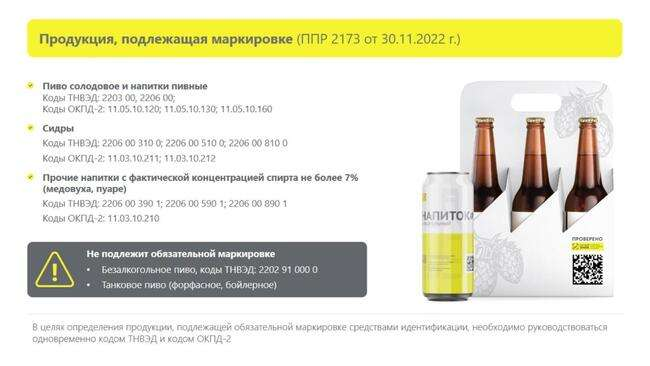 Продукция, подлежащая маркировке (ППР 2173 от 30.11.2022 г.)
Пиво солодовое и напитки пивные
Коды ТНВЭД: 2203 00, 2206 00;
Коды ОКПД-2: 11.05.10.120; 11.05.10.130; 11.05.10.160
Сидры
Коды ТНВЭД: 2206 00 310 0; 2206 00 510 0; 2206 00 810 0
Коды ОКПД-2: 11.03.10.211; 11.03.10.212
Прочие напитки с фактической концентрацией спирта не более 7%
(медовуха, пуаре)
Коды ТНВЭД: 2206 00 390 1; 2206 00 590 1; 2206 00 890 1
Коды ОКПД-2: 11.03.10.210
НАПИТОК
ПРОВЕРЕНО
Не подлежит обязательной маркировке
• Безалкогольное пиво, коды ТНВЭД: 2202 91 000 0
• Танковое пиво (форфасное, бойлерное)
В целях определения продукции, подлежащей обязательной маркировке средствами идентификации, необходимо руководствоваться
одновременно кодом ТНВЭД и кодом ОКПД-2